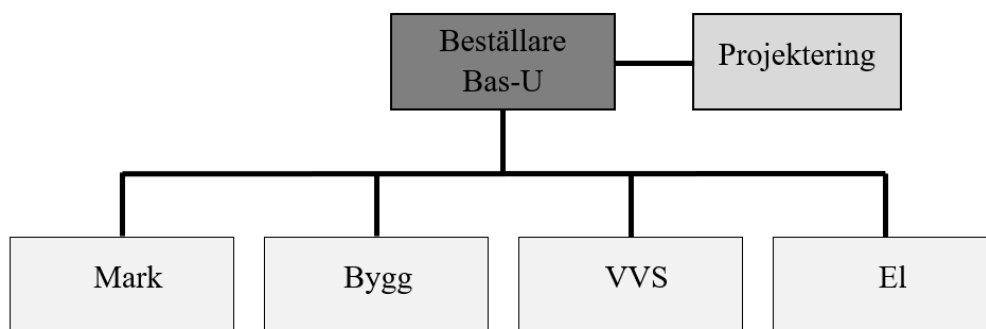 Beställare
Bas-U
Projektering
Mark
Bygg
VVS
El